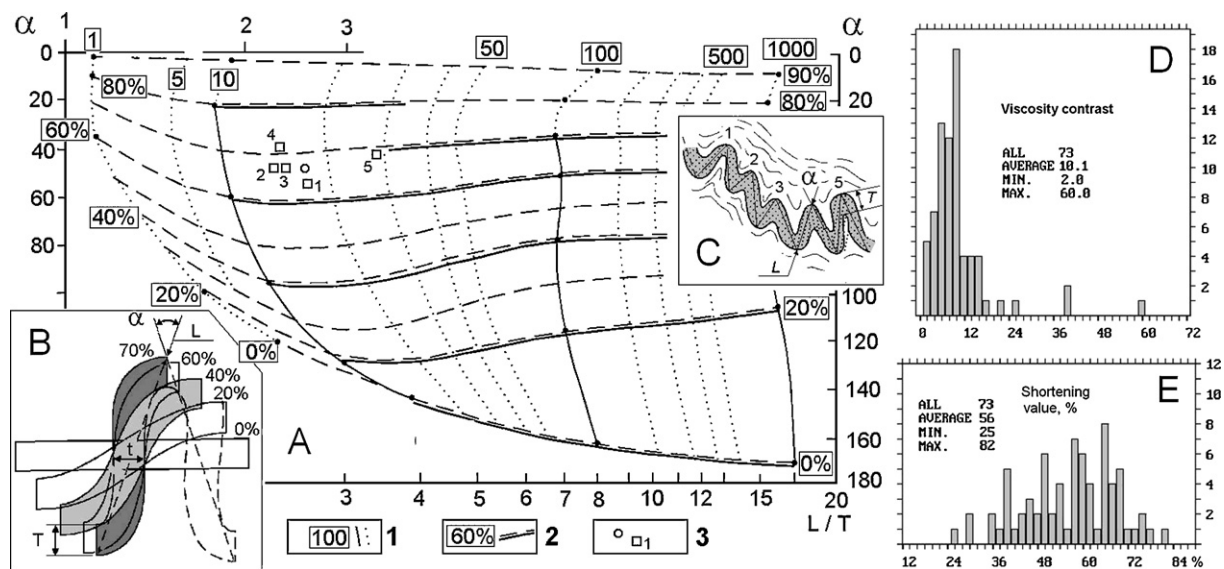 α 1 2 3 α
0 1 50 100 500 1000 0
80% 5 10 90%
20 80% 20
60%
40 4
2 3 5
1
60
40%
80
20% 0% 20%
100
120
140
160
0% 180
A
3 4 5 6 7 8 9 10 12 15 20
L / T
100 1 60% 2 1 3
B
α L
70% 60%
40%
20%
0%
t
T
C
1
2
3 α 5
T
L
D
Viscosity contrast
ALL 73
AVERAGE 10.1
MIN. 2.0
MAX. 60.0
18
16
14
12
10
8
6
4
2
0 12 24 36 48 60 72
E
Shortening
value, %
ALL 73
AVERAGE 56
MIN. 25
MAX. 82
12
10
8
6
4
2
12 24 36 48 60 72 84 %